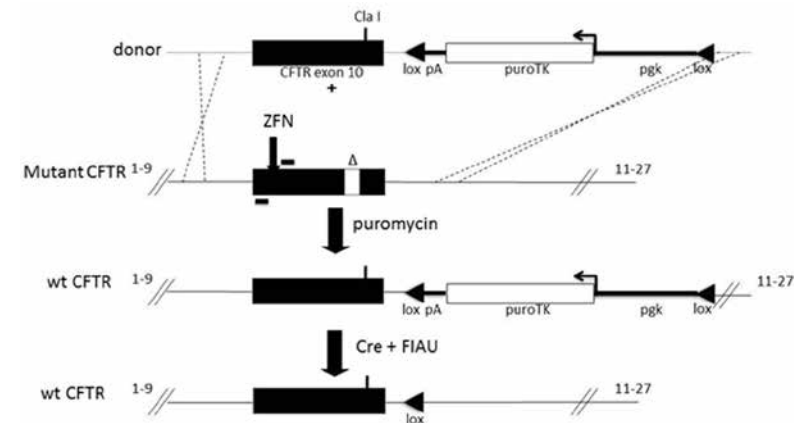 Cla I
donor
CFTR exon 10
lox pA
puroTK
pgk
lox
+
ZFN
Δ
Mutant CFTR 1-9
11-27
puromycin
wt CFTR 1-9
11-27
lox pA
puroTK
pgk
lox
Cre + FIAU
wt CFTR 1-9
11-27
lox